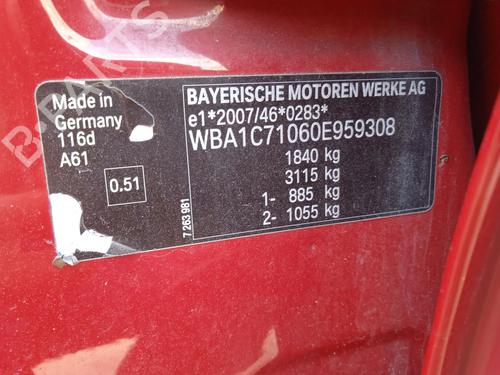 BAYERISCHE MOTOREN WERKE AG
e1*2007/46*0283*
WBA1C71060E959308
1840 kg
3115 kg
1- 885 kg
2- 1055 kg
Made in
Germany
116d
A61
0.51
7 263 981
B PARTS